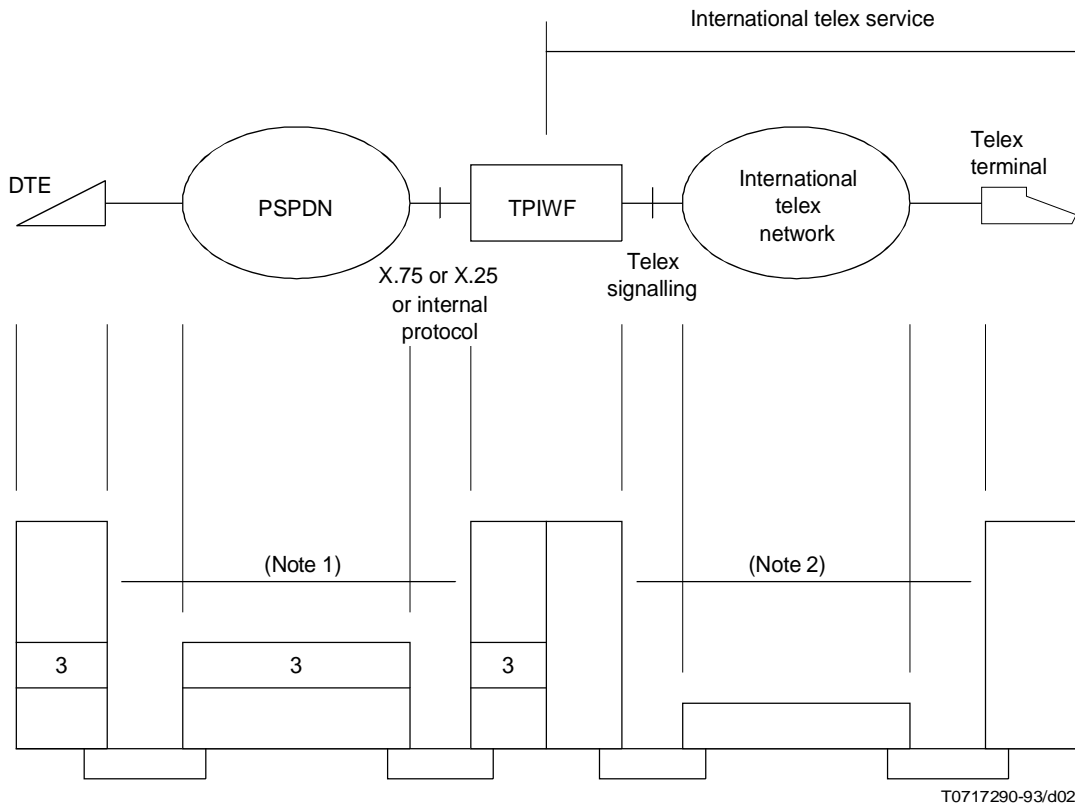 International telex service
DTE
PSPDN
TPIWF
International
telex
network
Telex
terminal
X.75 or X.25
or internal
protocol
Telex
signalling
(Note 1)
(Note 2)
3
3
3
T0717290-93/d02